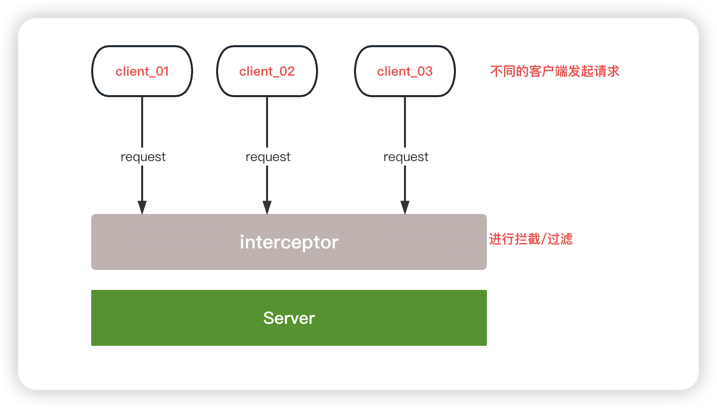 client_01
client_02
client_03
不同的客户端发起请求
request
request
request
interceptor
进行拦截/过滤
Server